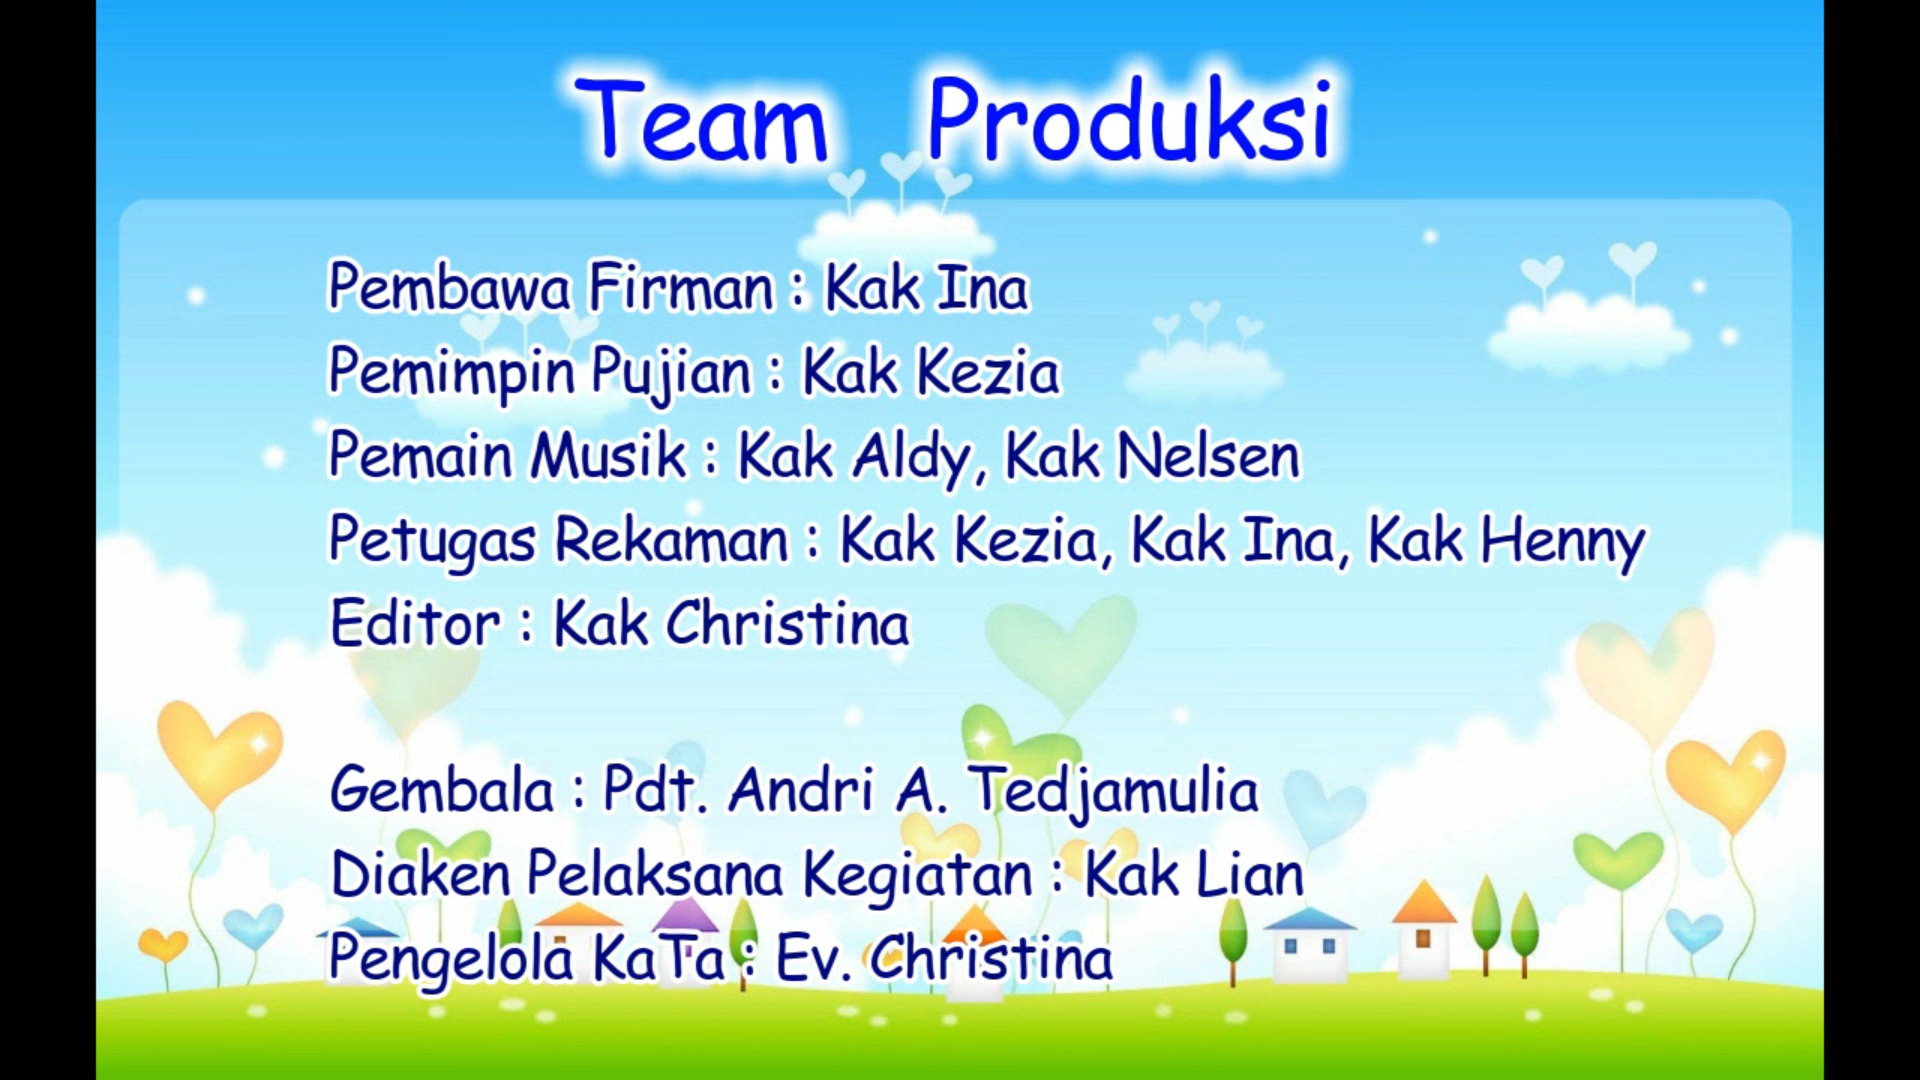 Team Produksi
Pembawa Firman : Kak Ina
Pemimpin Pujian : Kak Kezia
Pemain Musik : Kak Aldy, Kak Nelsen
Petugas Rekaman : Kak Kezia, Kak Ina, Kak Henny
Editor : Kak Christina
Gembala : Pdt. Andri A. Tedjamulia
Diaken Pelaksana Kegiatan : Kak Lian
Pengelola KaTa : Ev. Christina